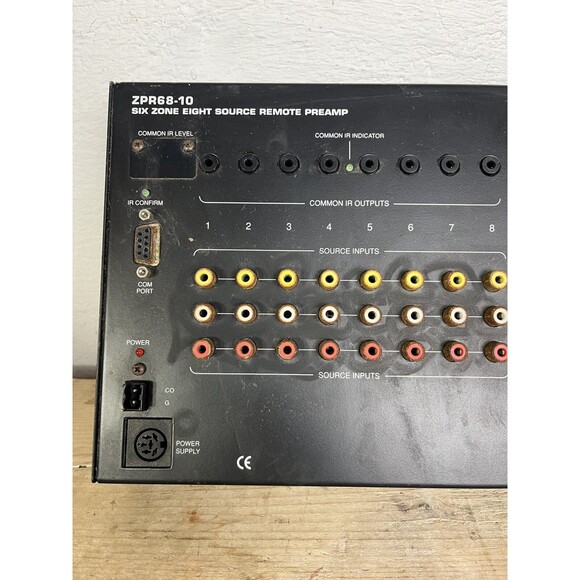 ZPR68-10
SIX ZONE EIGHT SOURCE REMOTE PREAMP
COMMON IR LEVEL
COMMON IR INDICATOR
IR CONFIRM
COMMON IR OUTPUTS
1 2 3 4 5 6 7 8
SOURCE INPUTS
COM
PORT
POWER
SOURCE INPUTS
CO
G
POWER
SUPPLY
CE